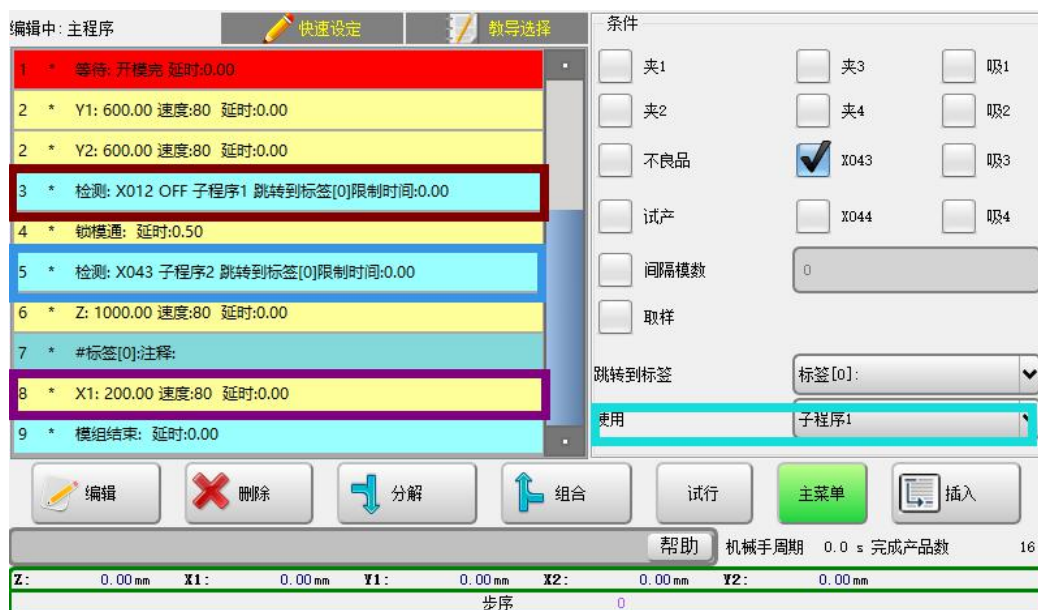 编辑中:主程序
快速设定
教导选择
1 * 等待: 开模完 延时:0.00
2 * Y1: 600.00 速度:80 延时:0.00
2 * Y2: 600.00 速度:80 延时:0.00
3 * 检测: X012 OFF 子程序1 跳转到标签[0]限制时间:0.00
4 * 锁模通: 延时:0.50
5 * 检测: X043 子程序2 跳转到标签[0]限制时间:0.00
6 * Z: 1000.00 速度:80 延时:0.00
7 * #标签[0]:注释:
8 * X1: 200.00 速度:80 延时:0.00
9 * 模组结束: 延时:0.00
条件
夹1 夹3 吸1
夹2 夹4 吸2
不良品 X043 吸3
试产 X044 吸4
间隔模数 0
取样
跳转到标签 标签[0]:
使用 子程序1
编辑 删除 分解 组合 试行 主菜单 插入
帮助 机械手周期 0.0 s 完成产品数 16
Z: 0.00mm X1: 0.00mm Y1: 0.00mm X2: 0.00mm Y2: 0.00mm
步序 0